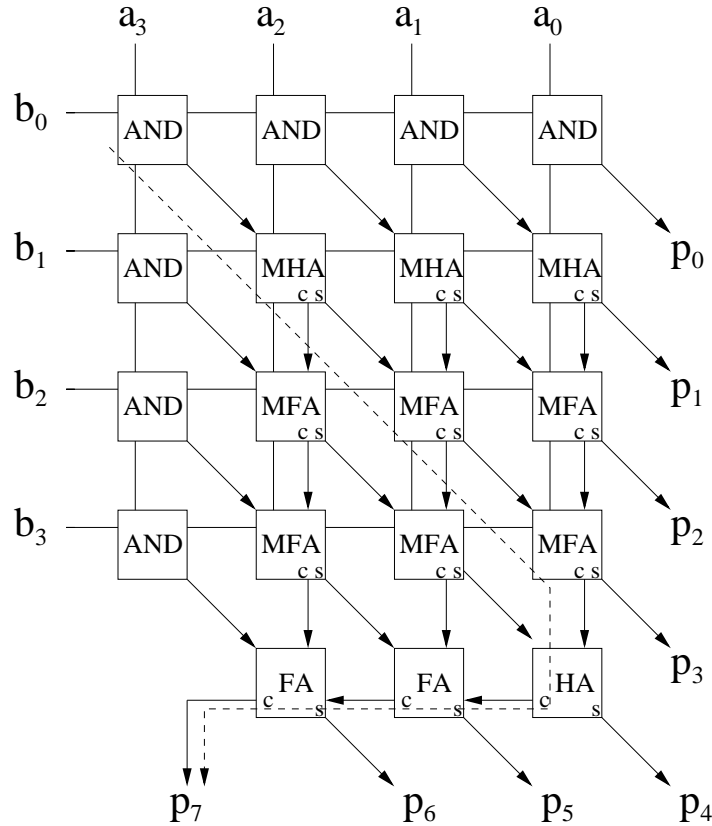 a₃ a₂ a₁ a₀
b₀ AND AND AND AND
p₀
b₁ AND MHA MHA MHA
c s c s c s
p₁
b₂ AND MFA MFA MFA
c s c s c s
p₂
b₃ AND MFA MFA MFA
c s c s c s
p₃
FA FA HA
c s c s c s
p₇ p₆ p₅ p₄